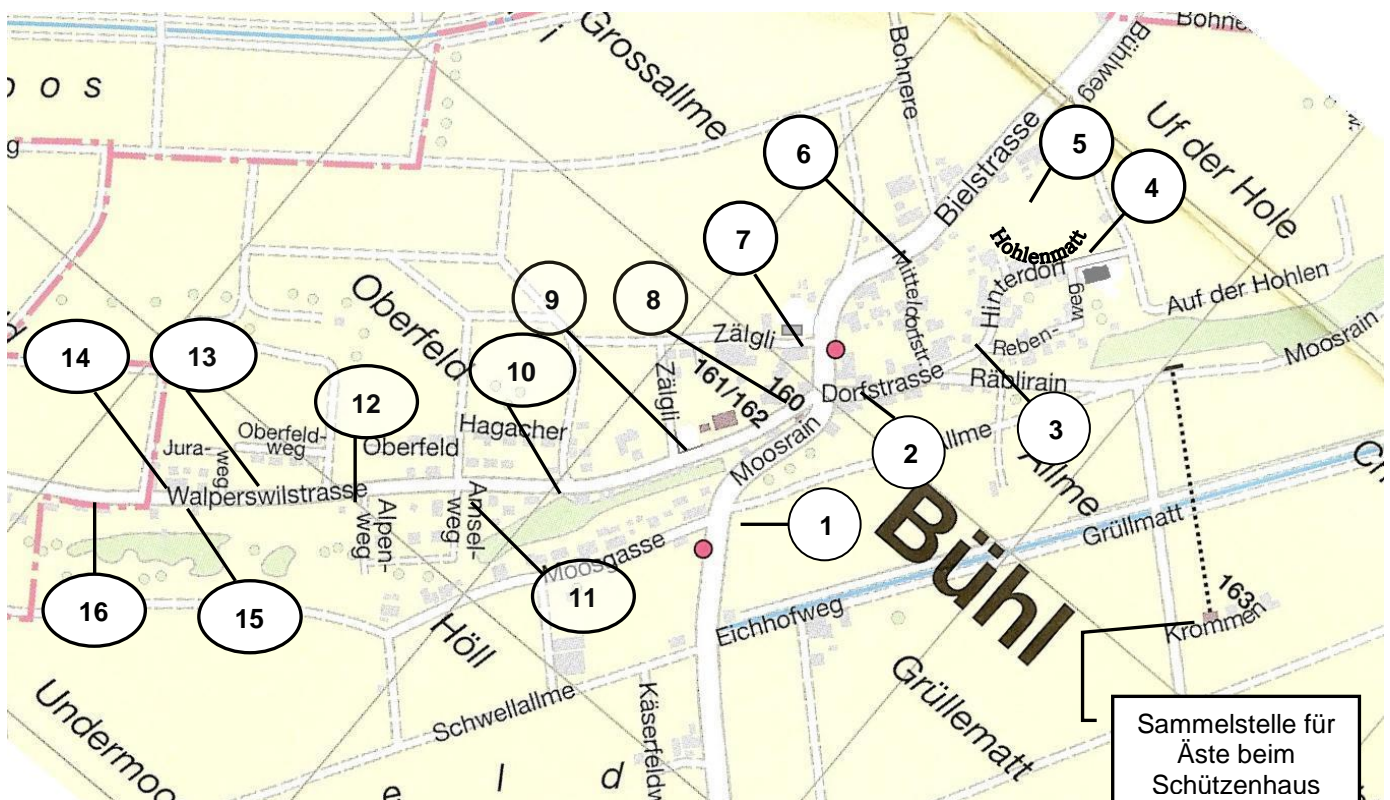 Grossallme
Bohnere
Bühlweg
Uf der Hole
oos
Bielstrasse
6
5
4
7
Hohlenmatt
Mitteldorfstr.
Hinterdorf
Auf der Hohlen
Oberfeld
9
8
Zälgli
Reben-
weg
Moosrain
14
13
10
Zälgli
161/162
160
Dorfstrasse
Räblirain
12
Hagacher
2
3
Jura-
weg
Oberfeld-
weg
Oberfeld
Moosrain
Allme
Walperswilstrasse
Alpen-
weg
Amsel-
weg
1
Bühl
Grüllmatt
Moosgasse
16
15
11
Eichhofweg
163
Krommen
Höll
Grüllematt
Schwellallme
Sammelstelle für
Äste beim
Schützenhaus
l d